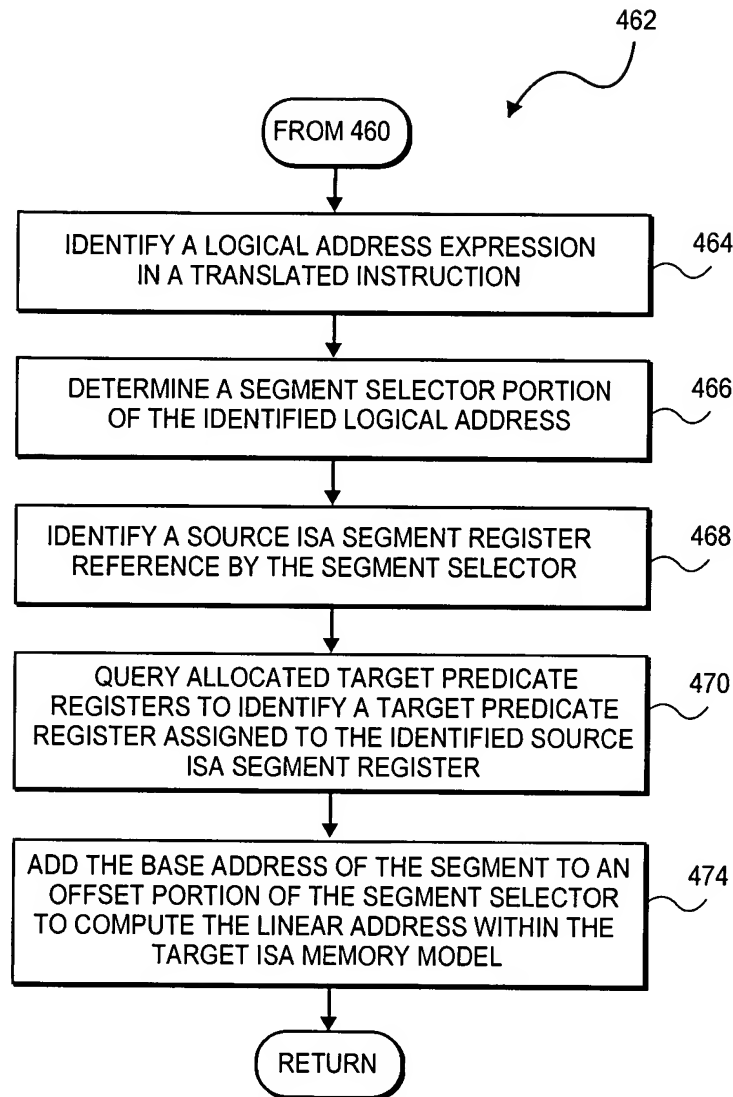 462
FROM 460
IDENTIFY A LOGICAL ADDRESS EXPRESSION
IN A TRANSLATED INSTRUCTION
464
DETERMINE A SEGMENT SELECTOR PORTION
OF THE IDENTIFIED LOGICAL ADDRESS
466
IDENTIFY A SOURCE ISA SEGMENT REGISTER
REFERENCE BY THE SEGMENT SELECTOR
468
QUERY ALLOCATED TARGET PREDICATE
REGISTERS TO IDENTIFY A TARGET PREDICATE
REGISTER ASSIGNED TO THE IDENTIFIED SOURCE
ISA SEGMENT REGISTER
470
ADD THE BASE ADDRESS OF THE SEGMENT TO AN
OFFSET PORTION OF THE SEGMENT SELECTOR
TO COMPUTE THE LINEAR ADDRESS WITHIN THE
TARGET ISA MEMORY MODEL
474
RETURN